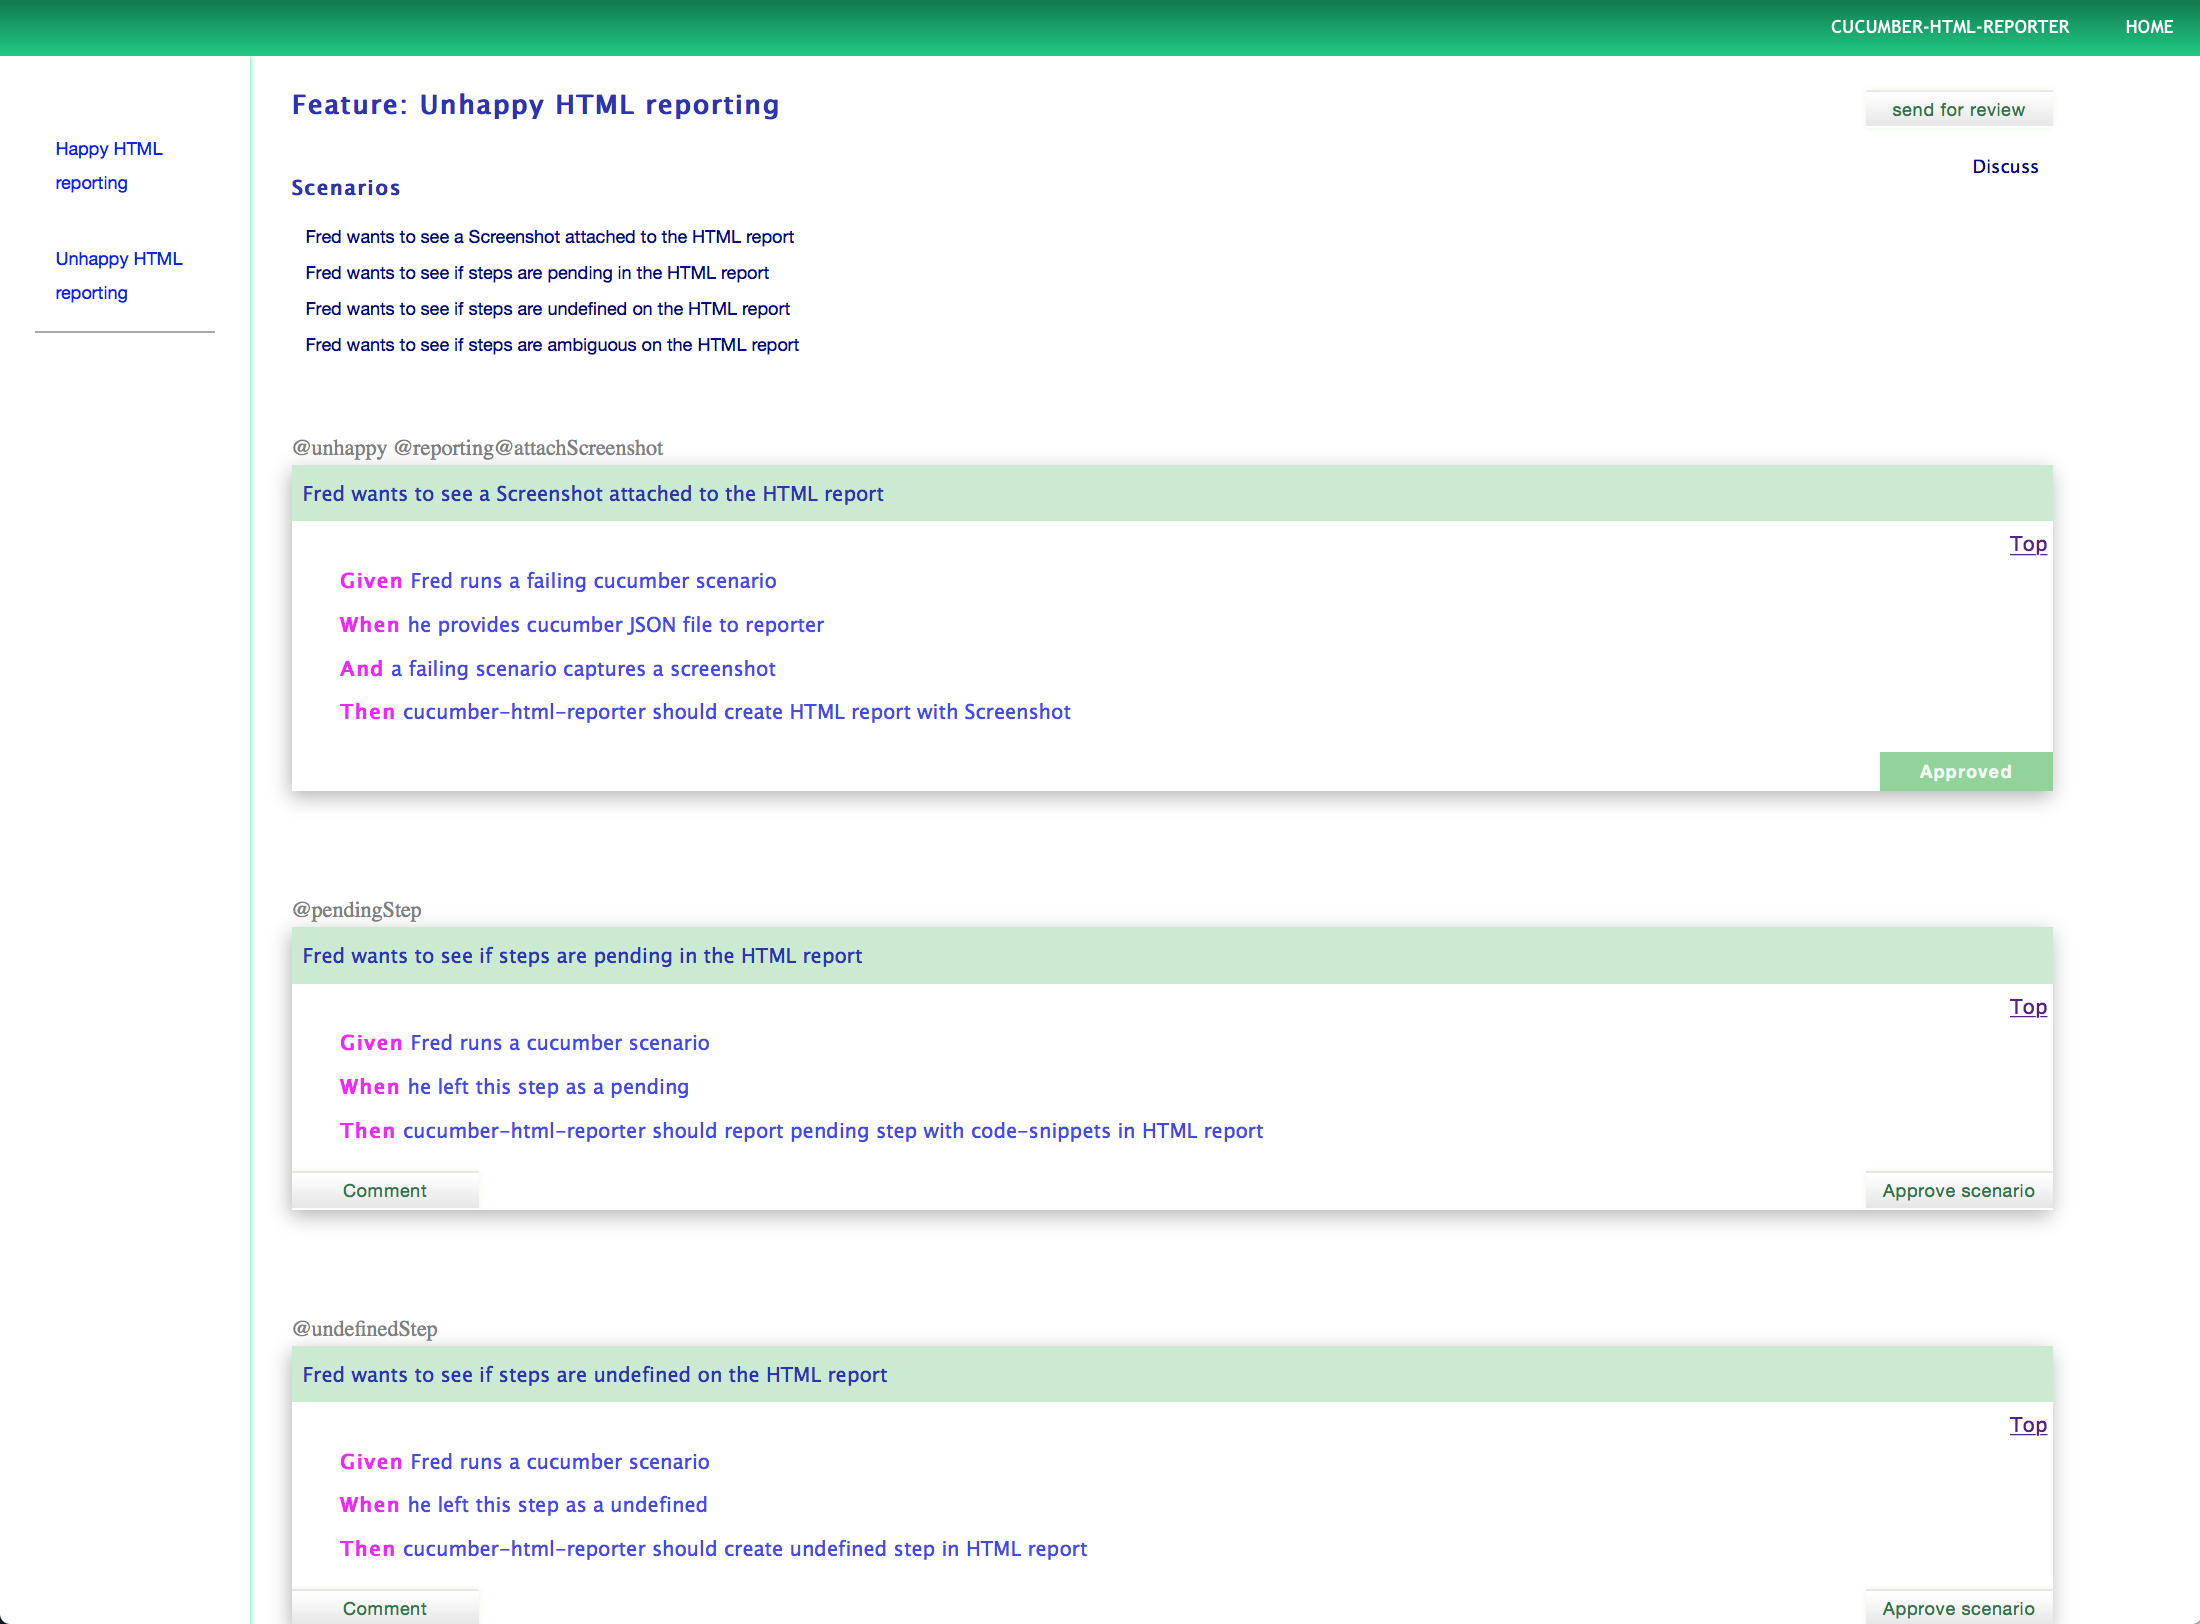 CUCUMBER-HTML-REPORTER HOME
Happy HTML
reporting
Unhappy HTML
reporting
Feature: Unhappy HTML reporting
send for review
Discuss
Scenarios
Fred wants to see a Screenshot attached to the HTML report
Fred wants to see if steps are pending in the HTML report
Fred wants to see if steps are undefined on the HTML report
Fred wants to see if steps are ambiguous on the HTML report
@unhappy @reporting@attachScreenshot
Fred wants to see a Screenshot attached to the HTML report
Top
Given Fred runs a failing cucumber scenario
When he provides cucumber JSON file to reporter
And a failing scenario captures a screenshot
Then cucumber-html-reporter should create HTML report with Screenshot
Approved
@pendingStep
Fred wants to see if steps are pending in the HTML report
Top
Given Fred runs a cucumber scenario
When he left this step as a pending
Then cucumber-html-reporter should report pending step with code-snippets in HTML report
Comment Approve scenario
@undefinedStep
Fred wants to see if steps are undefined on the HTML report
Top
Given Fred runs a cucumber scenario
When he left this step as a undefined
Then cucumber-html-reporter should create undefined step in HTML report
Comment Approve scenario